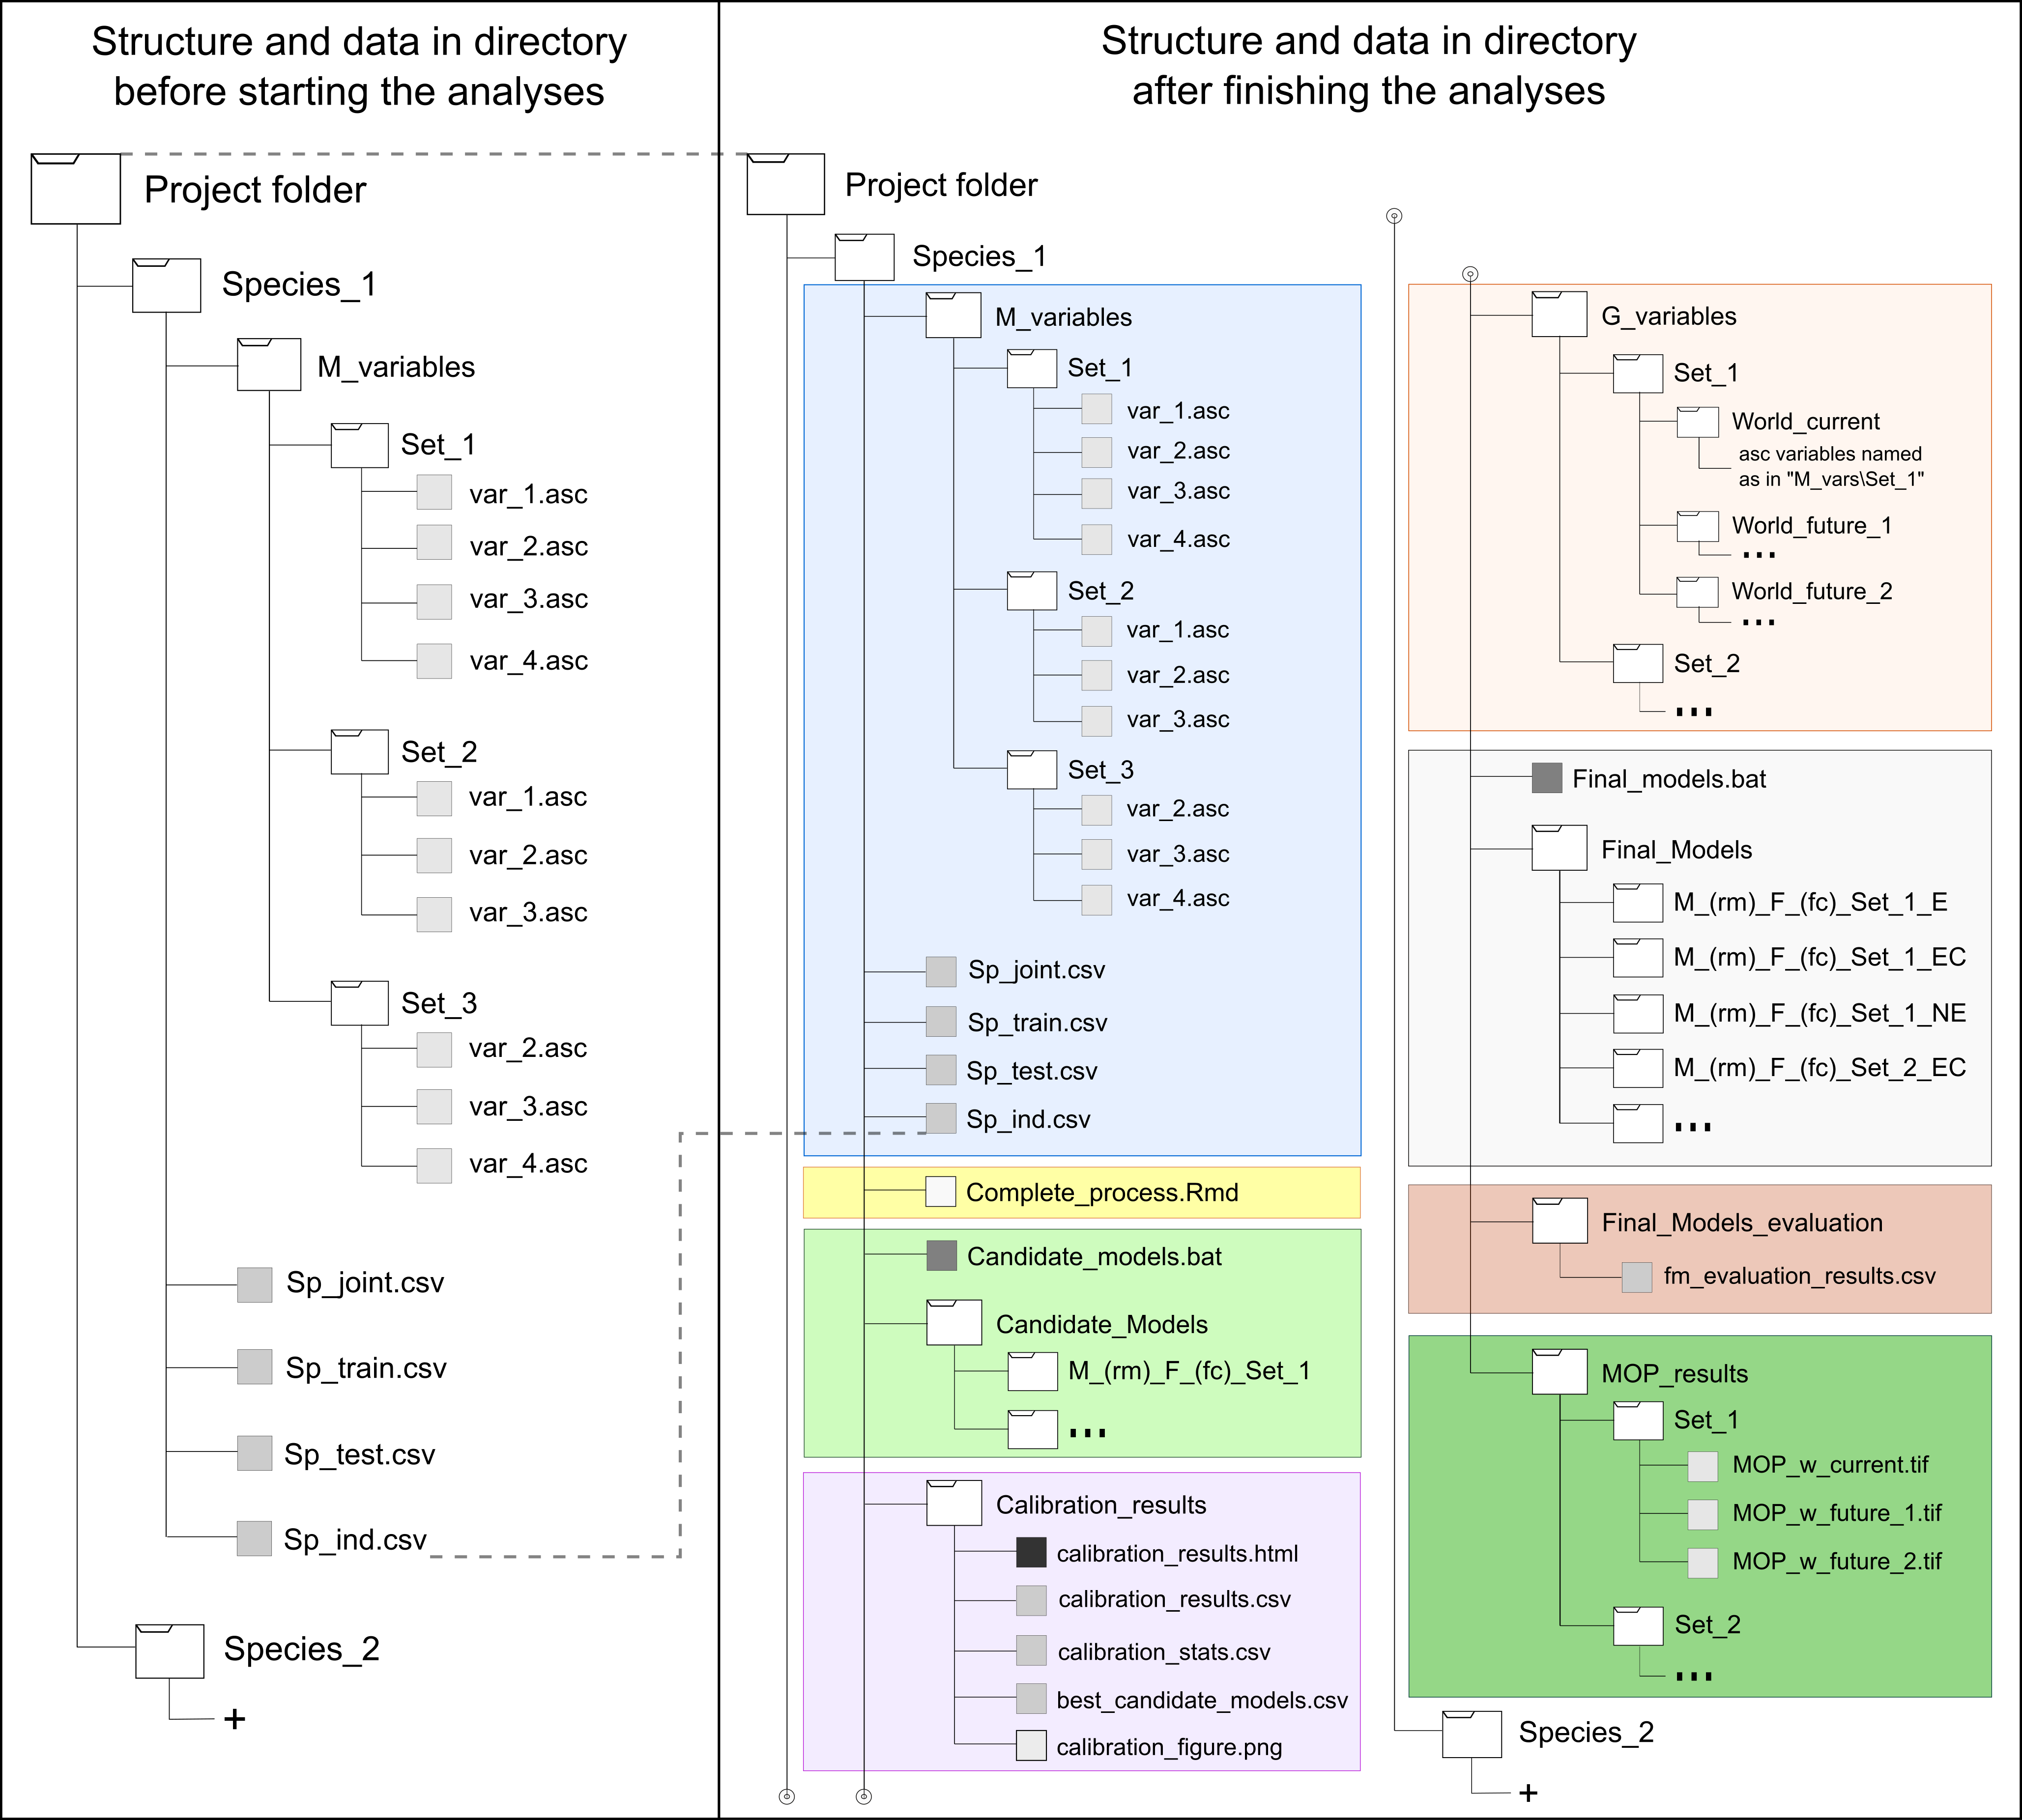 Structure and data in directory
before starting the analyses
Project folder
Species_1
M_variables
Set_1
var_1.asc
var_2.asc
var_3.asc
var_4.asc
Set_2
var_1.asc
var_2.asc
var_3.asc
Set_3
var_2.asc
var_3.asc
var_4.asc
Sp_joint.csv
Sp_train.csv
Sp_test.csv
Sp_ind.csv
Species_2
+
Structure and data in directory
after finishing the analyses
Project folder
Species_1
M_variables
Set_1
var_1.asc
var_2.asc
var_3.asc
var_4.asc
Set_2
var_1.asc
var_2.asc
var_3.asc
Set_3
var_2.asc
var_3.asc
var_4.asc
Sp_joint.csv
Sp_train.csv
Sp_test.csv
Sp_ind.csv
Complete_process.Rmd
Candidate_models.bat
Candidate_Models
M_(rm)_F_(fc)_Set_1
...
Calibration_results
calibration_results.html
calibration_results.csv
calibration_stats.csv
best_candidate_models.csv
calibration_figure.png
G_variables
Set_1
World_current
asc variables named
as in "M_vars\Set_1"
World_future_1
...
World_future_2
...
Set_2
...
Final_models.bat
Final_Models
M_(rm)_F_(fc)_Set_1_E
M_(rm)_F_(fc)_Set_1_EC
M_(rm)_F_(fc)_Set_1_NE
M_(rm)_F_(fc)_Set_2_EC
...
Final_Models_evaluation
fm_evaluation_results.csv
MOP_results
Set_1
MOP_w_current.tif
MOP_w_future_1.tif
MOP_w_future_2.tif
Set_2
...
Species_2
+